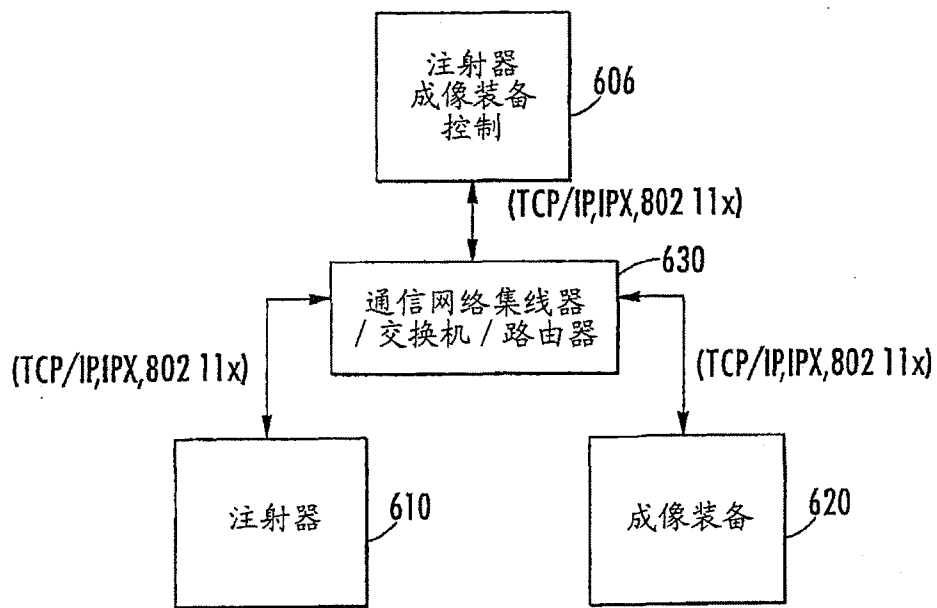 注射器
成像装备
控制
606
(TCP/IP,IPX,802 11x)
630
通信网络集线器
/交换机/路由器
(TCP/IP,IPX,802 11x)
(TCP/IP,IPX,802 11x)
注射器
610
成像装备
620